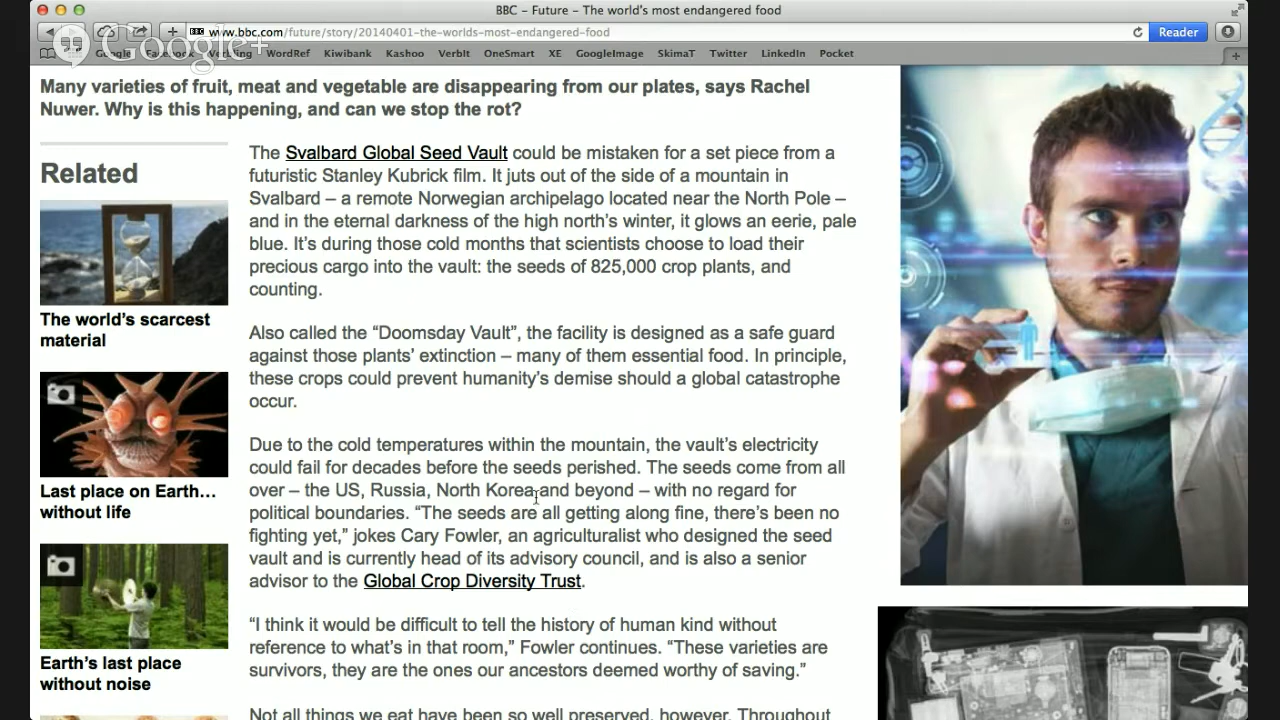 BBC – Future – The world's most endangered food
www.bbc.com/future/story/20140401-the-worlds-most-endangered-food
Reader
Google+
Google Facebook Verbling WordRef Kiwibank Kashoo VerbIt OneSmart XE GoogleImage SkimaT Twitter LinkedIn Pocket
Many varieties of fruit, meat and vegetable are disappearing from our plates, says Rachel
Nuwer. Why is this happening, and can we stop the rot?
Related
The world's scarcest
material
Last place on Earth…
without life
Earth's last place
without noise
The Svalbard Global Seed Vault could be mistaken for a set piece from a
futuristic Stanley Kubrick film. It juts out of the side of a mountain in
Svalbard – a remote Norwegian archipelago located near the North Pole –
and in the eternal darkness of the high north's winter, it glows an eerie, pale
blue. It's during those cold months that scientists choose to load their
precious cargo into the vault: the seeds of 825,000 crop plants, and
counting.
Also called the “Doomsday Vault”, the facility is designed as a safe guard
against those plants' extinction – many of them essential food. In principle,
these crops could prevent humanity's demise should a global catastrophe
occur.
Due to the cold temperatures within the mountain, the vault's electricity
could fail for decades before the seeds perished. The seeds come from all
over – the US, Russia, North Korea and beyond – with no regard for
political boundaries. “The seeds are all getting along fine, there's been no
fighting yet,” jokes Cary Fowler, an agriculturalist who designed the seed
vault and is currently head of its advisory council, and is also a senior
advisor to the Global Crop Diversity Trust.
“I think it would be difficult to tell the history of human kind without
reference to what's in that room,” Fowler continues. “These varieties are
survivors, they are the ones our ancestors deemed worthy of saving.”
Not all things we eat have been so well preserved, however. Throughout